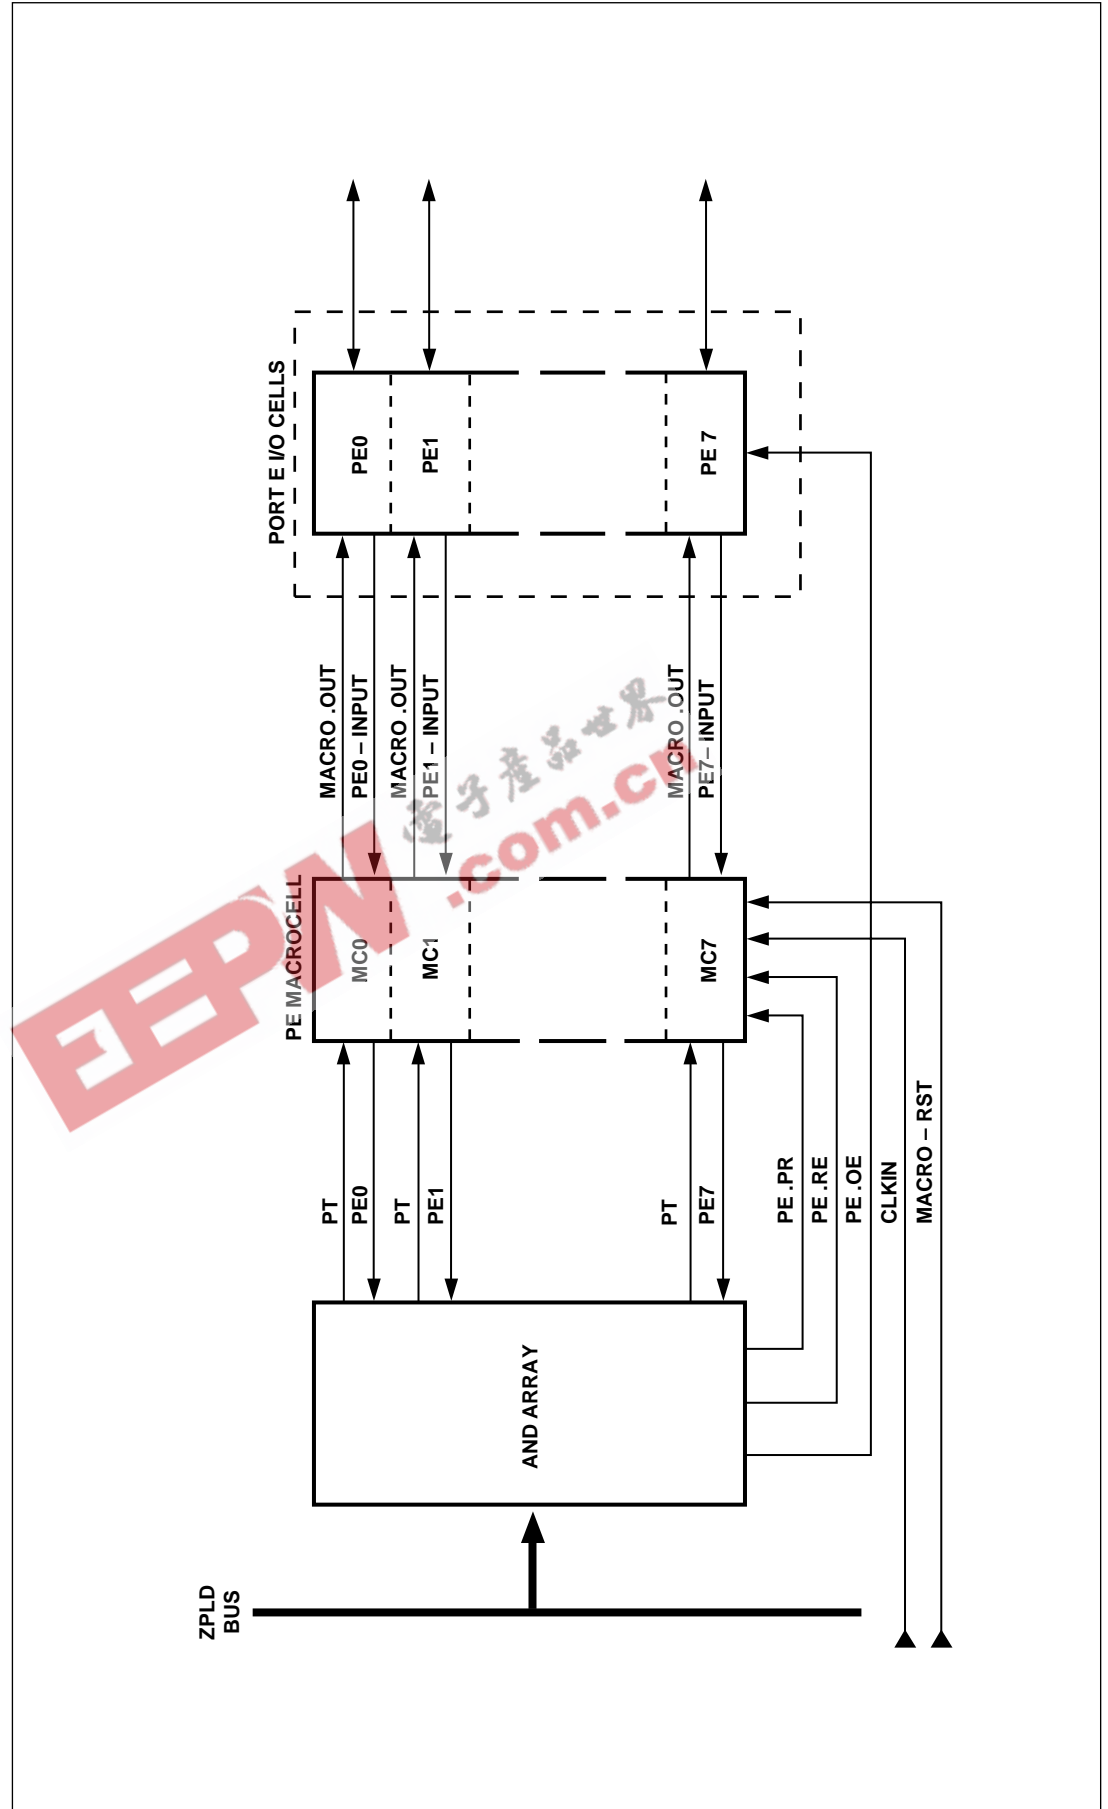 PORT E I/O CELLS
PE0
PE1
PE 7
MACRO .OUT
PE0 – INPUT
MACRO .OUT
PE1 – INPUT
MACRO .OUT
PE7– INPUT
電子產品世界
EEPW
.com.cn
PE MACROCELL
MC0
MC1
MC7
PT
PE0
PT
PE1
PT
PE7
PE .PR
PE .RE
PE .OE
CLKIN
MACRO – RST
AND ARRAY
ZPLD
BUS